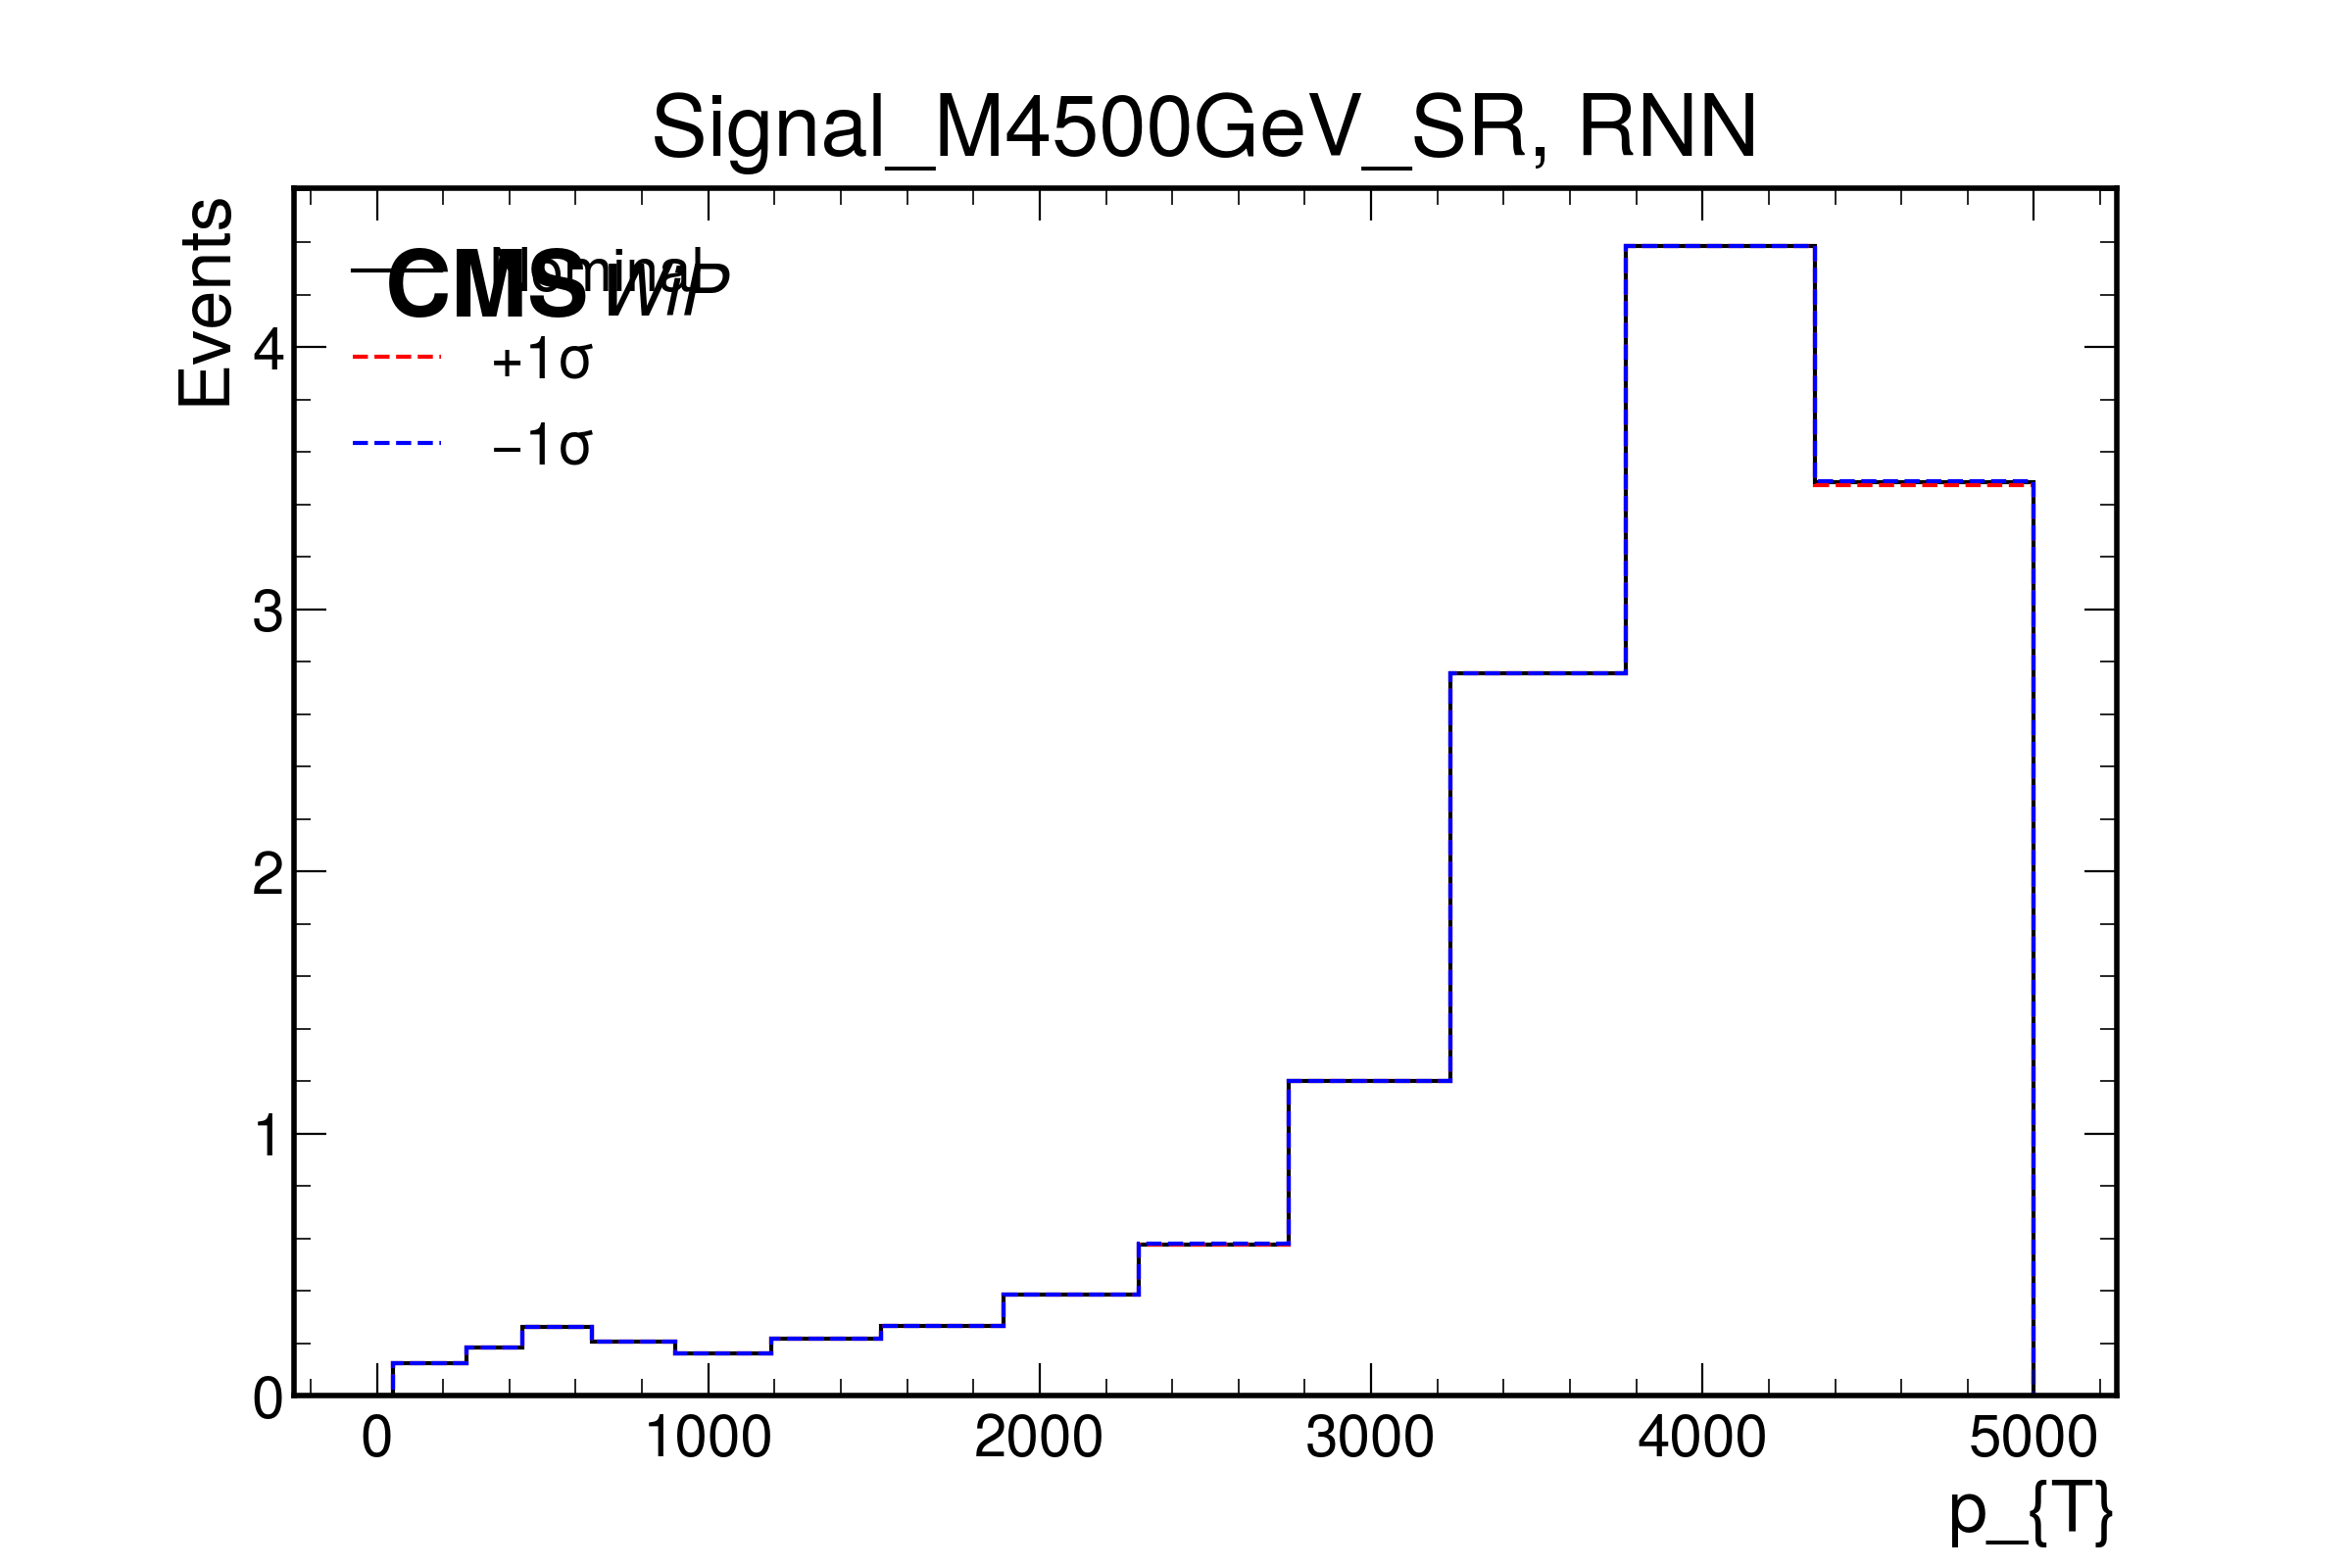 Signal_M4500GeV_SR, RNN
Events
CMS WiP
Nominal
+1σ
−1σ
4
3
2
1
0
0 1000 2000 3000 4000 5000
p_{T}